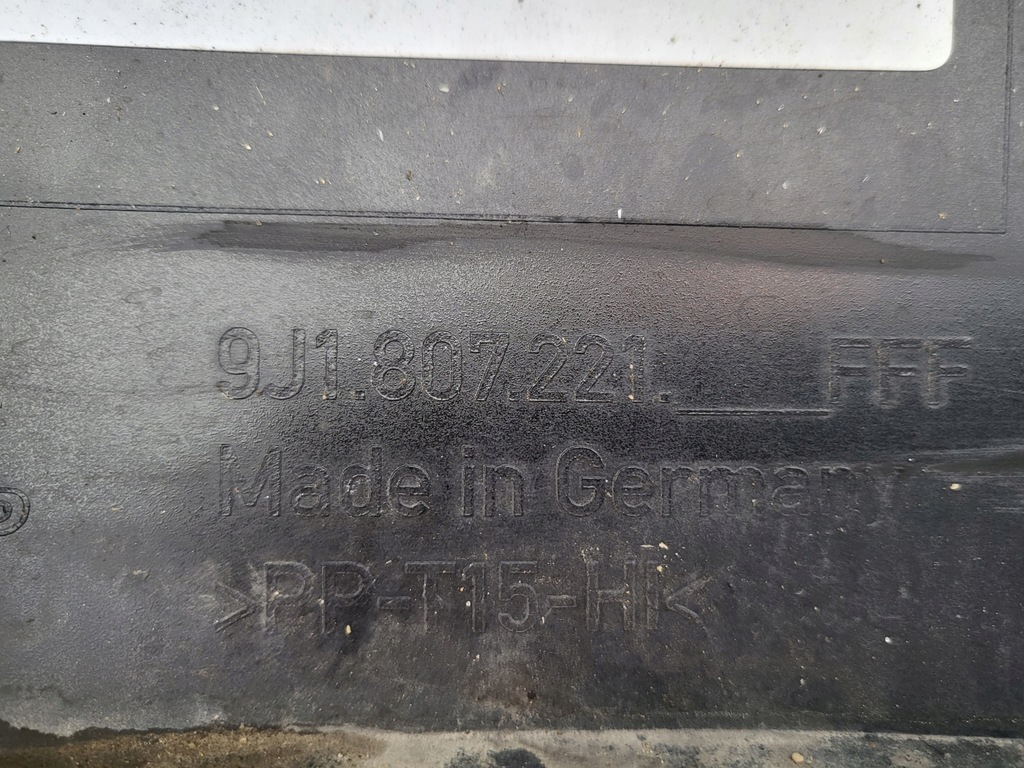 9J1.807.221.____FFF
Made in Germany
>PP-T15-HI<